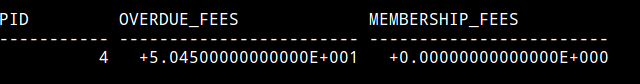 PID         OVERDUE_FEES             MEMBERSHIP_FEES
----------- ------------------------ ------------------------
          4   +5.04500000000000E+001   +0.00000000000000E+000